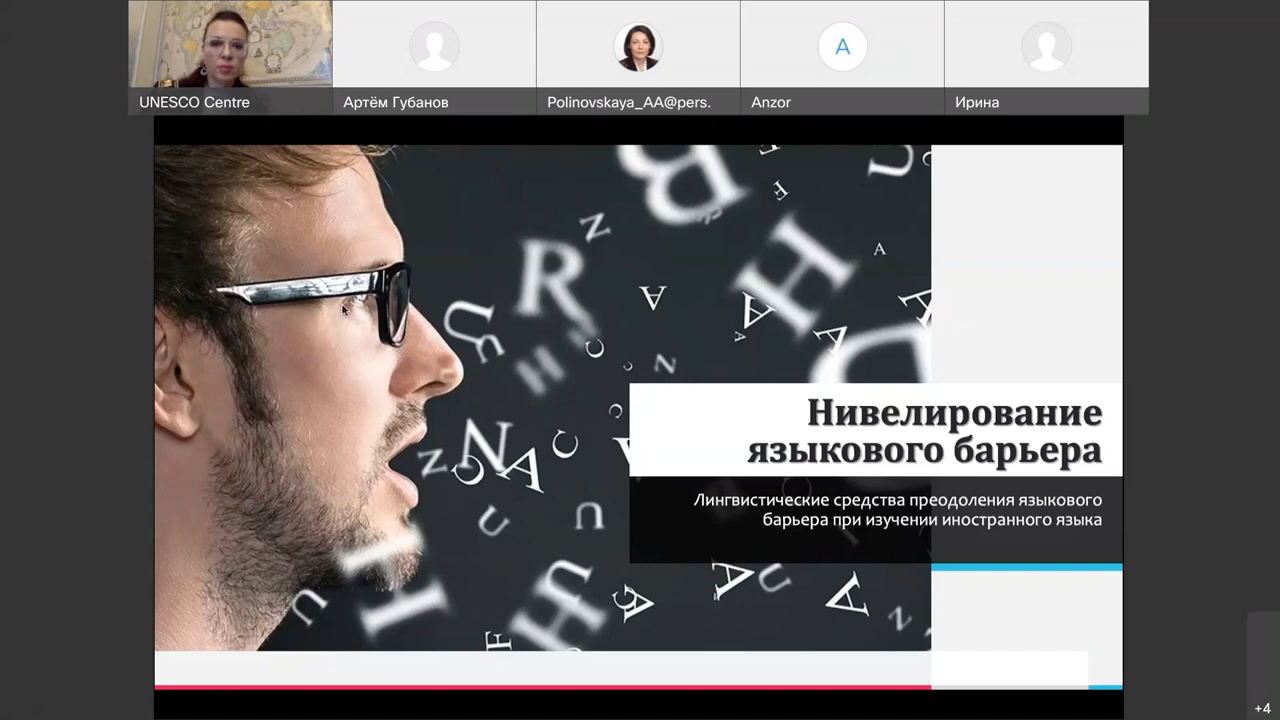 UNESCO Centre
Артём Губанов
Polinovskaya_AA@pers.
A
Anzor
Ирина
Нивелирование
языкового барьера
Лингвистические средства преодоления языкового
барьера при изучении иностранного языка
+4